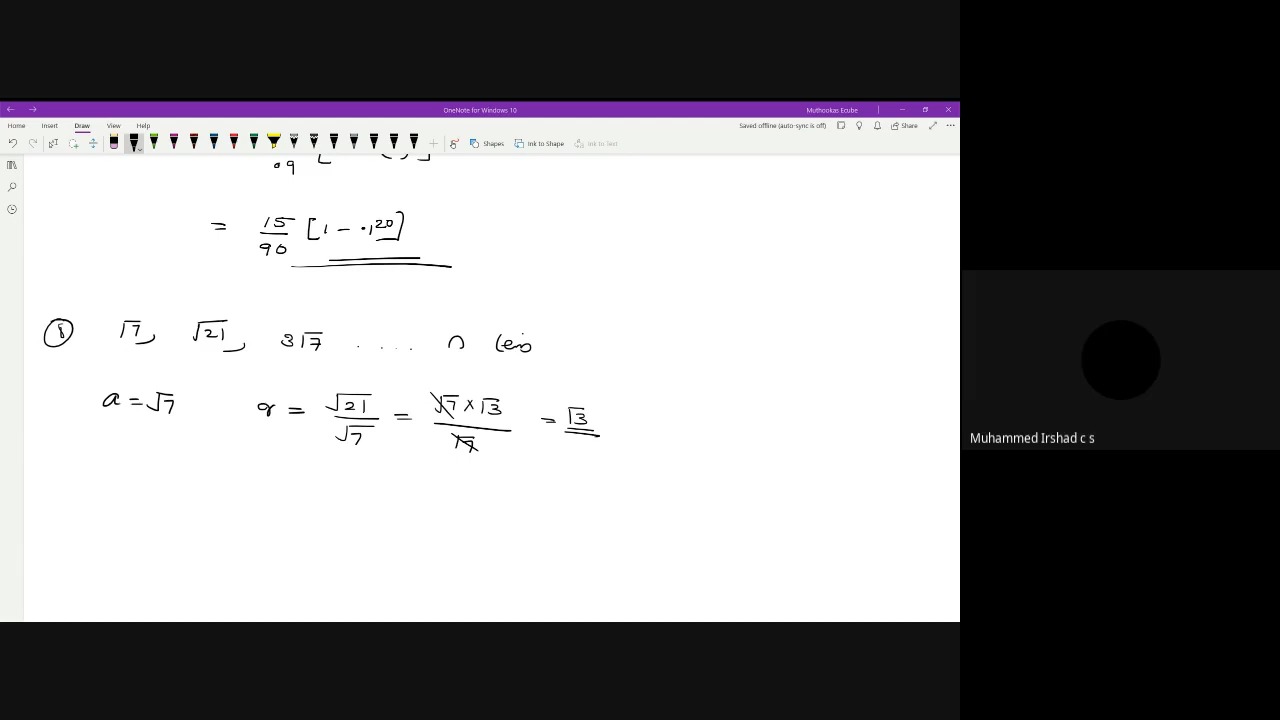 OneNote for Windows 10
Muthookas Ecube
Home Insert Draw View Help
Saved offline (auto-sync is off) Share
Shapes Ink to Shape Ink to Text
.9 [
= 15/90 [1 - .1^20]
8 √7, √21, 3√7 .... n
a = √7 r = √21/√7 = √7 × √3/√7 = √3
Muhammed Irshad c s